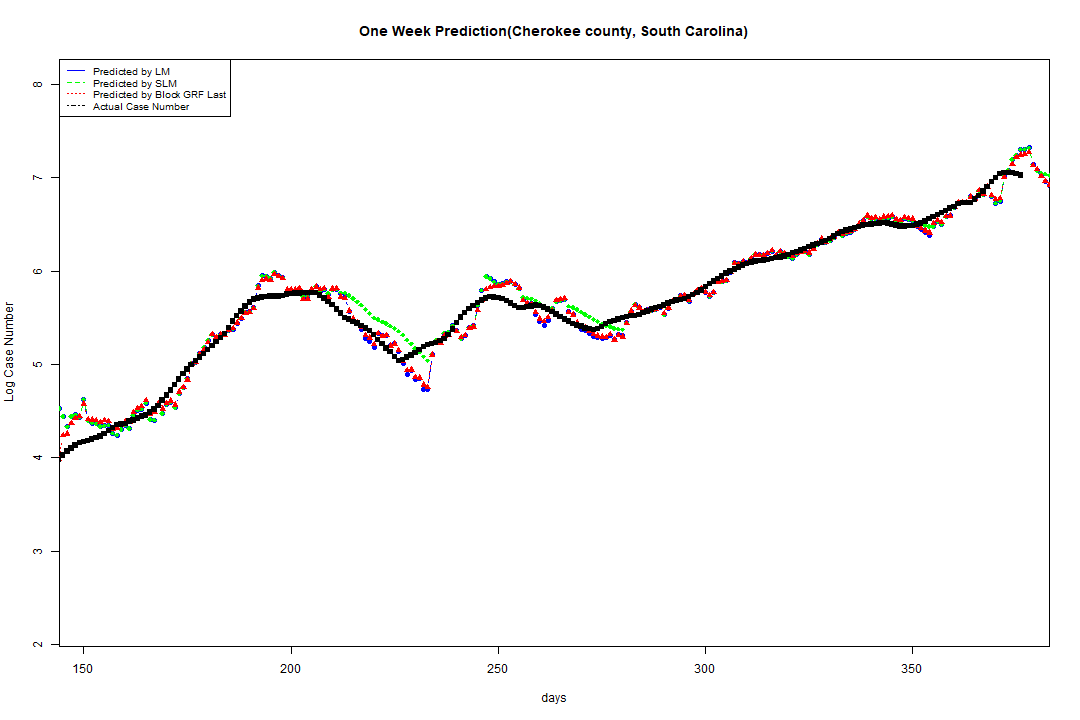 One Week Prediction(Cherokee county, South Carolina)
Predicted by LM
Predicted by SLM
Predicted by Block GRF Last
Actual Case Number
8
7
6
5
4
3
2
Log Case Number
150 200 250 300 350
days